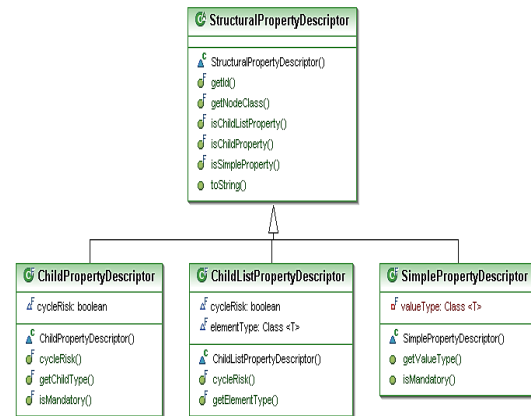 StructuralPropertyDescriptor
StructuralPropertyDescriptor()
getId()
getNodeClass()
isChildListProperty()
isChildProperty()
isSimpleProperty()
toString()
ChildPropertyDescriptor
cycleRisk: boolean
ChildPropertyDescriptor()
cycleRisk()
getChildType()
isMandatory()
ChildListPropertyDescriptor
cycleRisk: boolean
elementType: Class <T>
ChildListPropertyDescriptor()
cycleRisk()
getElementType()
SimplePropertyDescriptor
valueType: Class <T>
SimplePropertyDescriptor()
getValueType()
isMandatory()